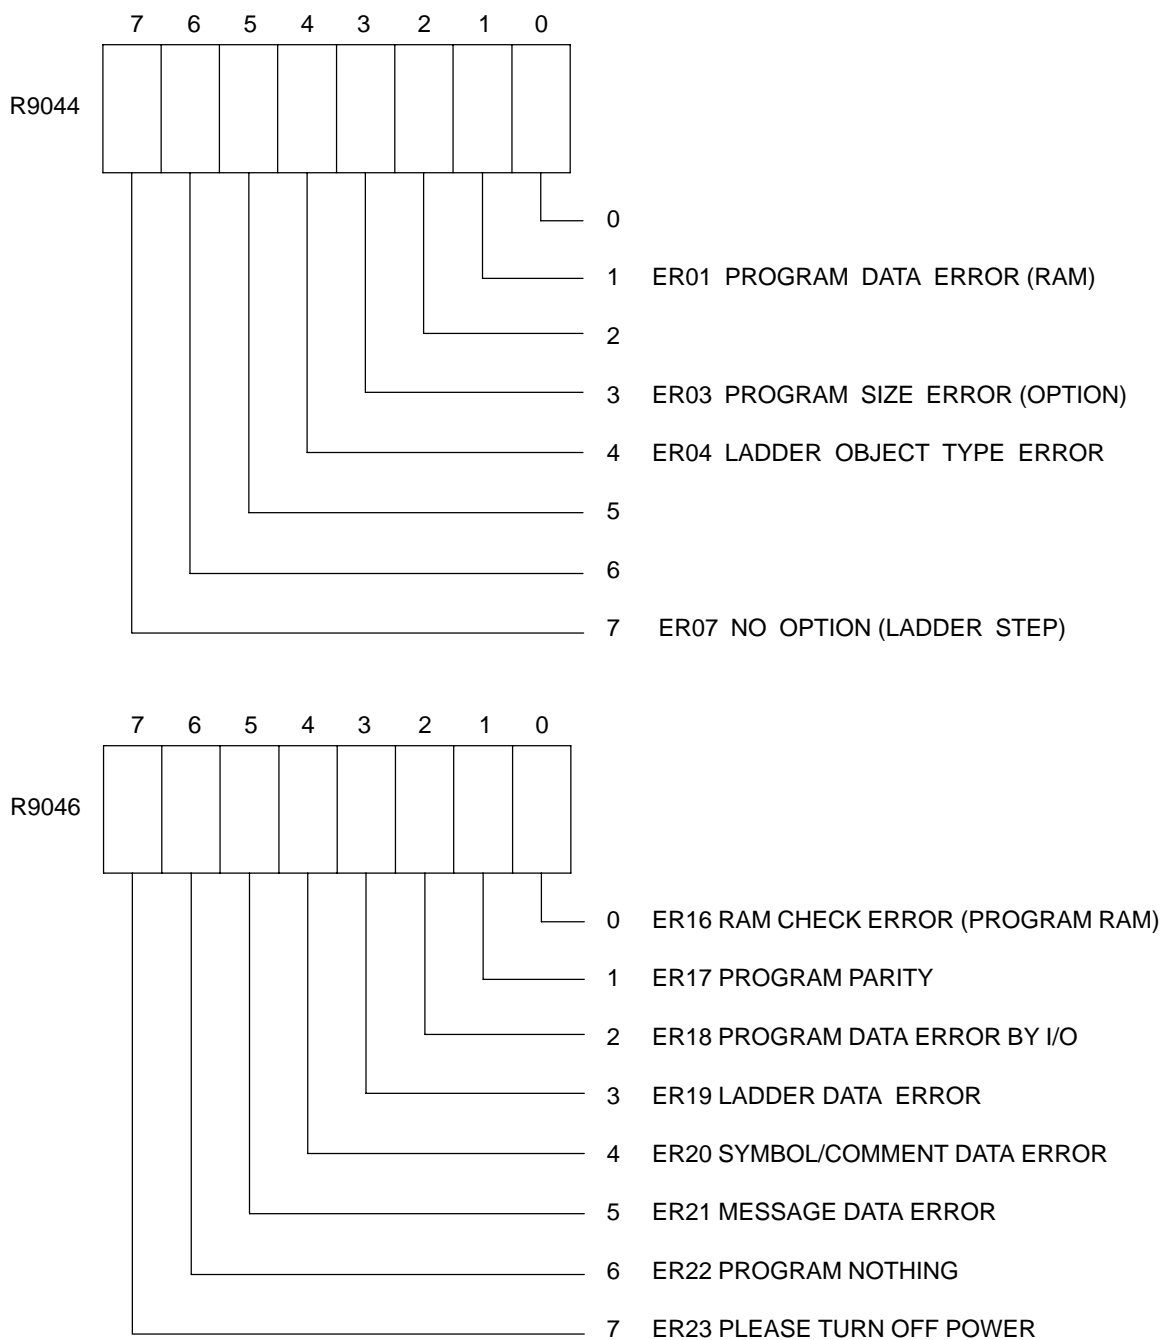 7 6 5 4 3 2 1 0
R9044
0
1 ER01 PROGRAM DATA ERROR (RAM)
2
3 ER03 PROGRAM SIZE ERROR (OPTION)
4 ER04 LADDER OBJECT TYPE ERROR
5
6
7 ER07 NO OPTION (LADDER STEP)
7 6 5 4 3 2 1 0
R9046
0 ER16 RAM CHECK ERROR (PROGRAM RAM)
1 ER17 PROGRAM PARITY
2 ER18 PROGRAM DATA ERROR BY I/O
3 ER19 LADDER DATA ERROR
4 ER20 SYMBOL/COMMENT DATA ERROR
5 ER21 MESSAGE DATA ERROR
6 ER22 PROGRAM NOTHING
7 ER23 PLEASE TURN OFF POWER